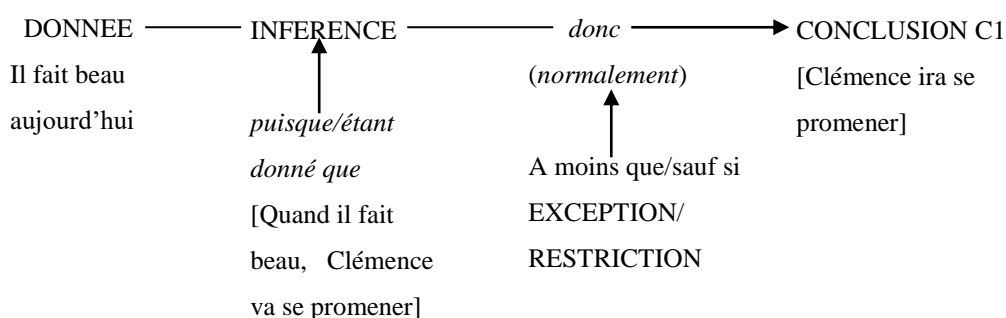 DONNEE INFERENCE donc CONCLUSION C1
Il fait beau
aujourd’hui
puisque/étant
donné que
[Quand il fait
beau, Clémence
va se promener]
(normalement)
A moins que/sauf si
EXCEPTION/
RESTRICTION
[Clémence ira se
promener]